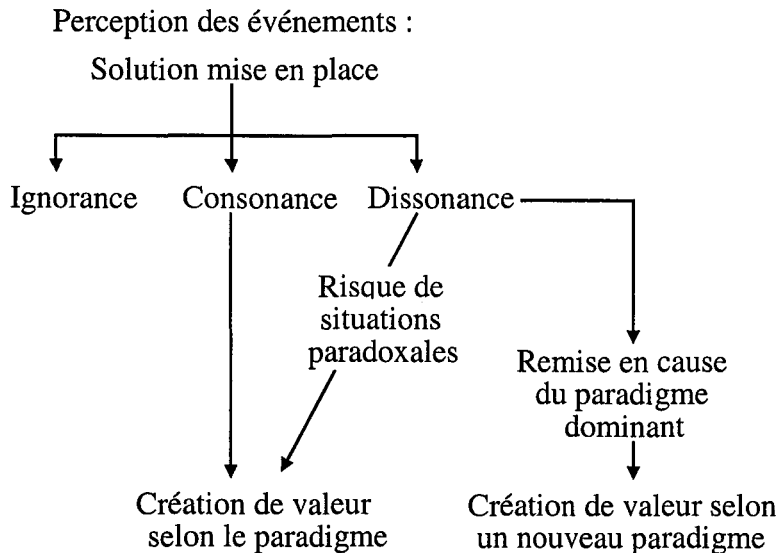 Perception des événements :
Solution mise en place
Ignorance Consonance Dissonance
Risque de
situations
paradoxales
Remise en cause
du paradigme
dominant
Création de valeur
selon le paradigme
Création de valeur selon
un nouveau paradigme